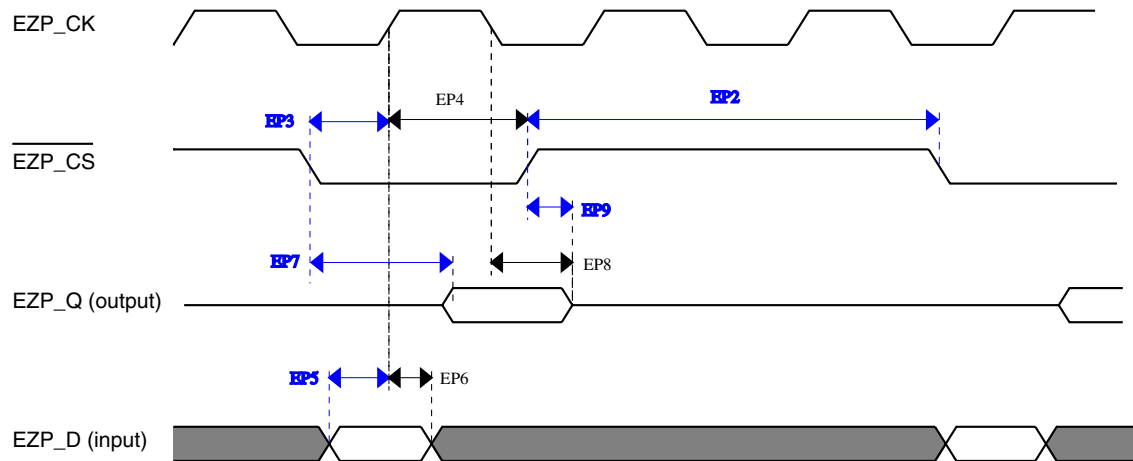 EZP_CK
EP4
EP2
EP3
EZP_CS
EP9
EP7
EP8
EZP_Q (output)
EP5
EP6
EZP_D (input)